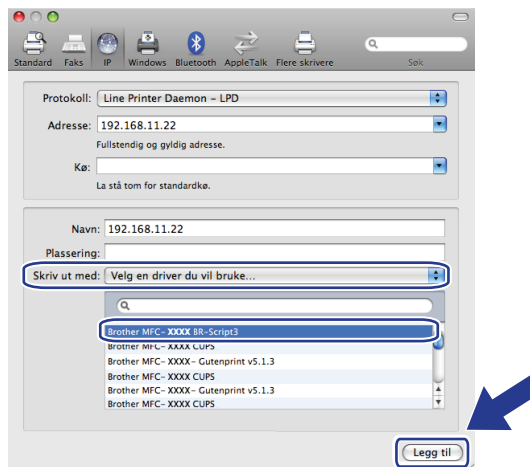 Standard Faks IP Windows Bluetooth AppleTalk Flere skrivere Søk
Protokoll: Line Printer Daemon – LPD
Adresse: 192.168.11.22
Fullstendig og gyldig adresse.
Kø:
La stå tom for standardkø.
Navn: 192.168.11.22
Plassering:
Skriv ut med: Velg en driver du vil bruke...
Brother MFC- XXXX BR-Script3
Brother MFC- XXXX CUPS
Brother MFC- XXXX- Gutenprint v5.1.3
Brother MFC- XXXX CUPS
Brother MFC- XXXX- Gutenprint v5.1.3
Brother MFC- XXXX CUPS
Legg til